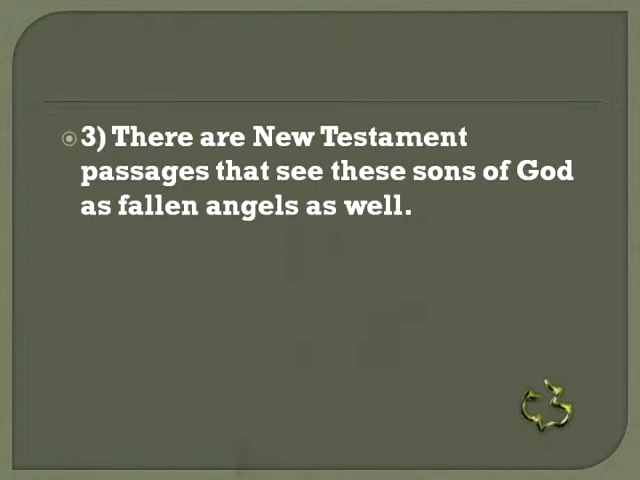 3) There are New Testament
passages that see these sons of God
as fallen angels as well.